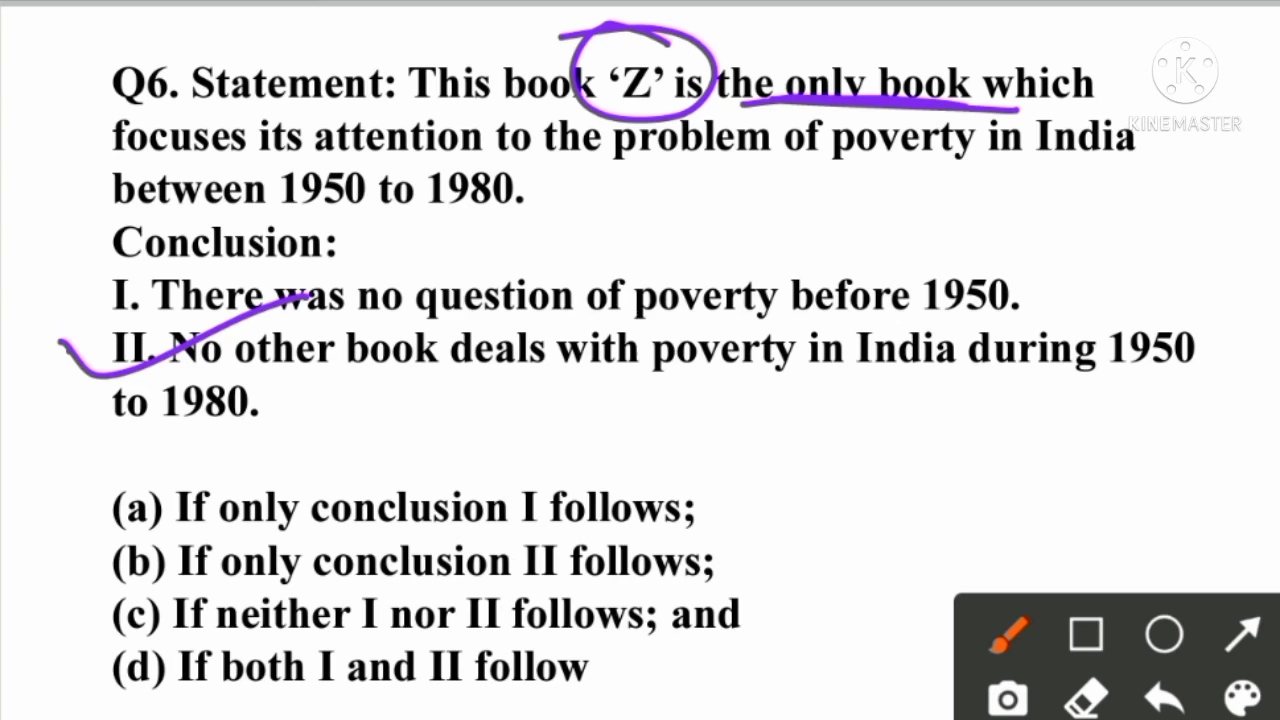 Q6. Statement: This book ‘Z’ is the only book which
focuses its attention to the problem of poverty in India
between 1950 to 1980.
Conclusion:
I. There was no question of poverty before 1950.
II. No other book deals with poverty in India during 1950
to 1980.
(a) If only conclusion I follows;
(b) If only conclusion II follows;
(c) If neither I nor II follows; and
(d) If both I and II follow
K
KINEMASTER